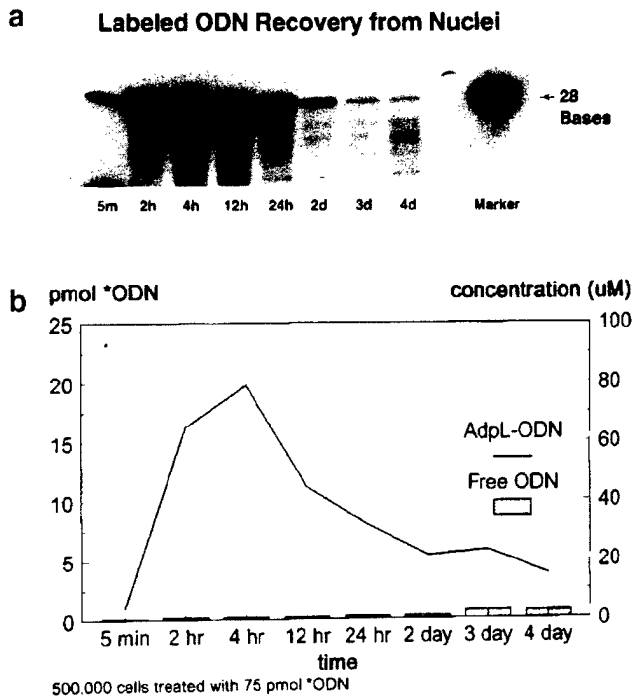 a
Labeled ODN Recovery from Nuclei
28
Bases
5m 2h 4h 12h 24h 2d 3d 4d Marker
b
pmol *ODN concentration (uM)
25 100
20 80
15 60
10 40
5 20
0 0
AdpL-ODN
Free ODN
5 min 2 hr 4 hr 12 hr 24 hr 2 day 3 day 4 day
time
500.000 cells treated with 75 pmol *ODN